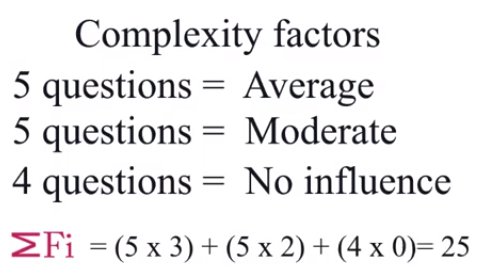 Complexity factors
5 questions = Average
5 questions = Moderate
4 questions = No influence
ΣFi = (5 x 3) + (5 x 2) + (4 x 0)= 25